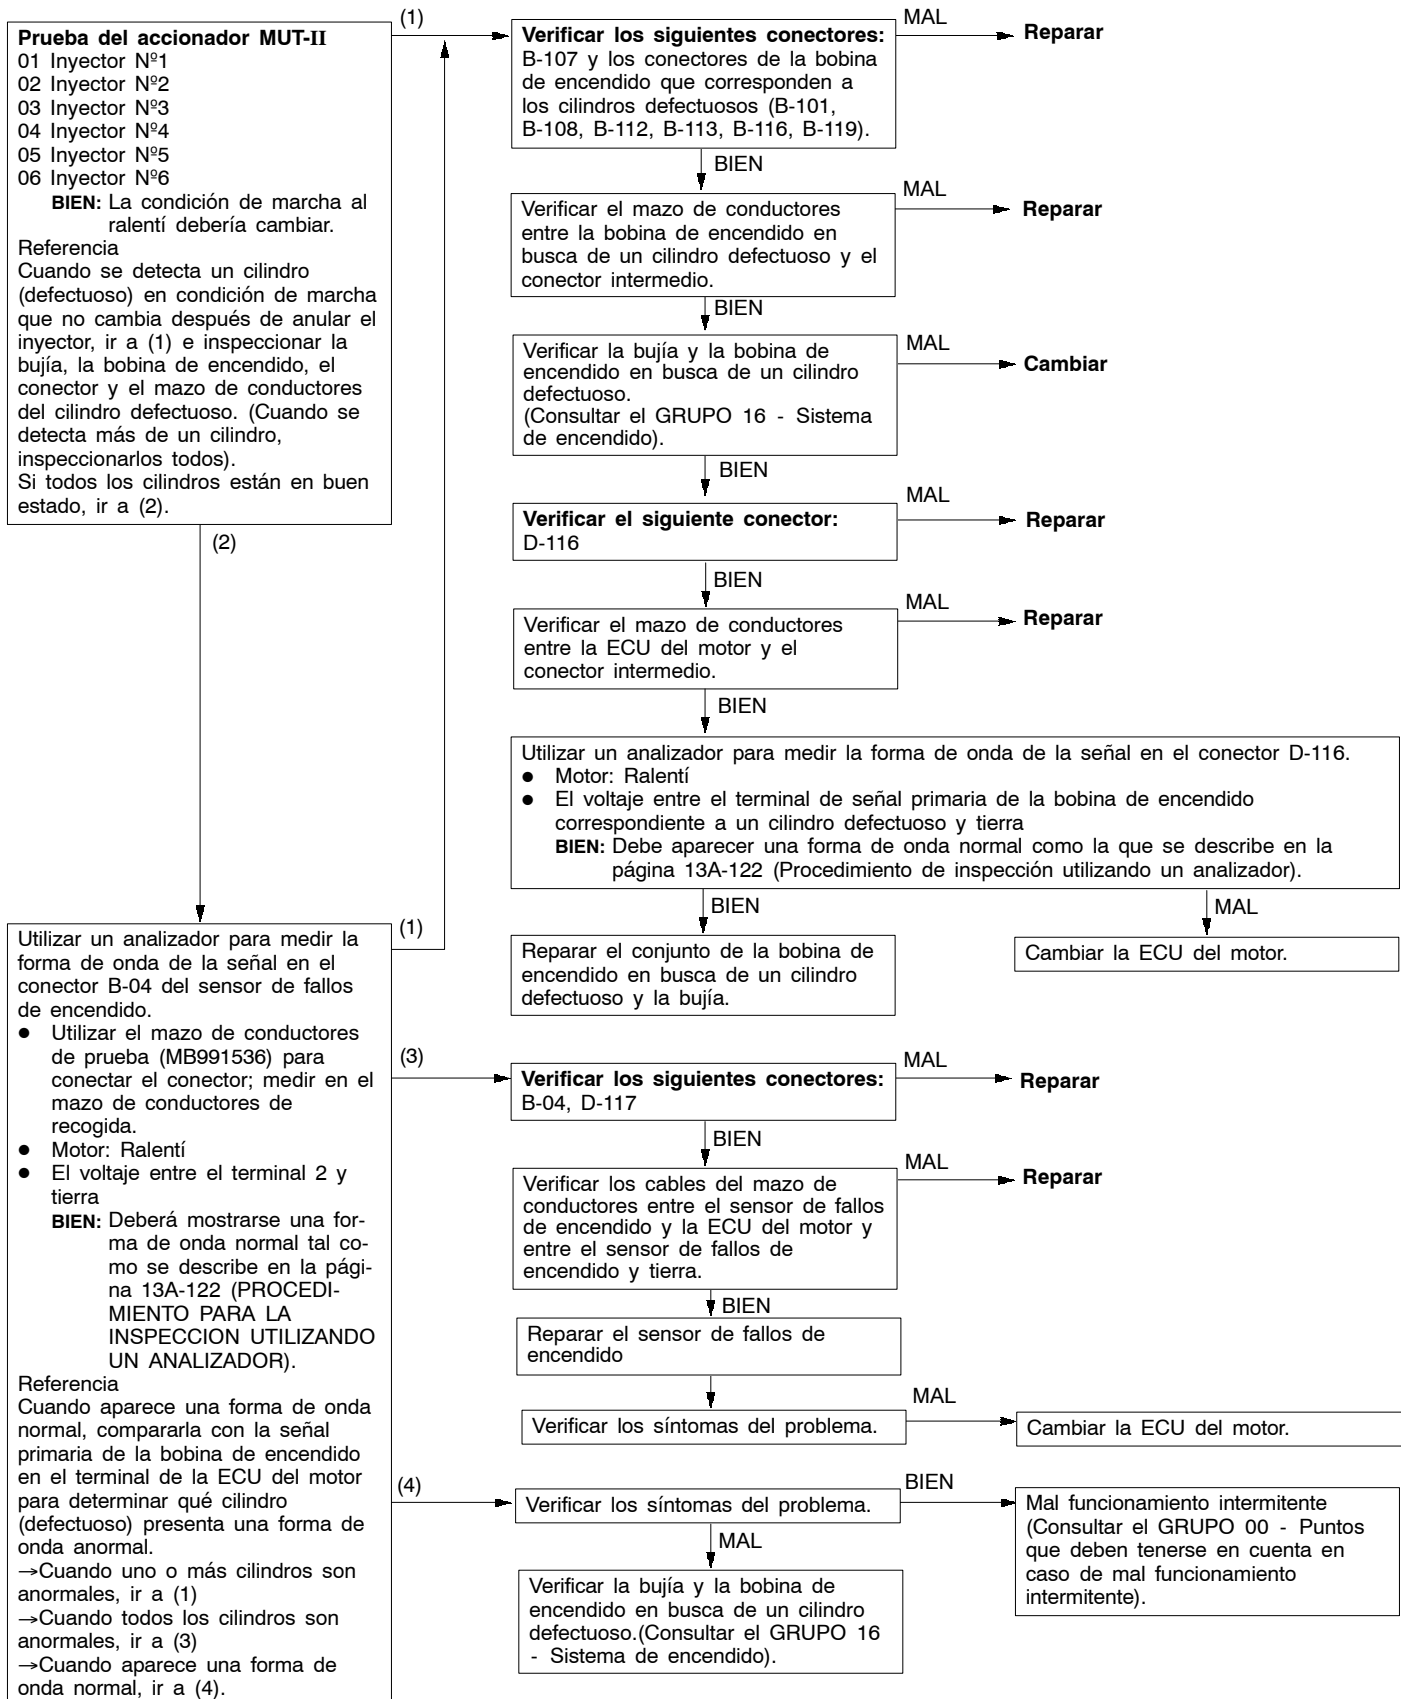 Prueba del accionador MUT-II
01 Inyector Nº1
02 Inyector Nº2
03 Inyector Nº3
04 Inyector Nº4
05 Inyector Nº5
06 Inyector Nº6
BIEN: La condición de marcha al
ralentí debería cambiar.
Referencia
Cuando se detecta un cilindro
(defectuoso) en condición de marcha
que no cambia después de anular el
inyector, ir a (1) e inspeccionar la
bujía, la bobina de encendido, el
conector y el mazo de conductores
del cilindro defectuoso. (Cuando se
detecta más de un cilindro,
inspeccionarlos todos).
Si todos los cilindros están en buen
estado, ir a (2).
(1)
Verificar los siguientes conectores:
B-107 y los conectores de la bobina
de encendido que corresponden a
los cilindros defectuosos (B-101,
B-108, B-112, B-113, B-116, B-119).
MAL
Reparar
BIEN
Verificar el mazo de conductores
entre la bobina de encendido en
busca de un cilindro defectuoso y el
conector intermedio.
MAL
Reparar
BIEN
Verificar la bujía y la bobina de
encendido en busca de un cilindro
defectuoso.
(Consultar el GRUPO 16 - Sistema
de encendido).
MAL
Cambiar
BIEN
Verificar el siguiente conector:
D-116
MAL
Reparar
BIEN
Verificar el mazo de conductores
entre la ECU del motor y el
conector intermedio.
MAL
Reparar
BIEN
Utilizar un analizador para medir la forma de onda de la señal en el conector D-116.
● Motor: Ralentí
● El voltaje entre el terminal de señal primaria de la bobina de encendido
correspondiente a un cilindro defectuoso y tierra
BIEN: Debe aparecer una forma de onda normal como la que se describe en la
página 13A-122 (Procedimiento de inspección utilizando un analizador).
BIEN
Reparar el conjunto de la bobina de
encendido en busca de un cilindro
defectuoso y la bujía.
MAL
Cambiar la ECU del motor.
(2)
Utilizar un analizador para medir la
forma de onda de la señal en el
conector B-04 del sensor de fallos
de encendido.
● Utilizar el mazo de conductores
de prueba (MB991536) para
conectar el conector; medir en el
mazo de conductores de
recogida.
● Motor: Ralentí
● El voltaje entre el terminal 2 y
tierra
BIEN: Deberá mostrarse una for-
ma de onda normal tal co-
mo se describe en la pági-
na 13A-122 (PROCEDI-
MIENTO PARA LA
INSPECCION UTILIZANDO
UN ANALIZADOR).
Referencia
Cuando aparece una forma de onda
normal, compararla con la señal
primaria de la bobina de encendido
en el terminal de la ECU del motor
para determinar qué cilindro
(defectuoso) presenta una forma de
onda anormal.
→Cuando uno o más cilindros son
anormales, ir a (1)
→Cuando todos los cilindros son
anormales, ir a (3)
→Cuando aparece una forma de
onda normal, ir a (4).
(1)
(3)
Verificar los siguientes conectores:
B-04, D-117
MAL
Reparar
BIEN
Verificar los cables del mazo de
conductores entre el sensor de fallos
de encendido y la ECU del motor y
entre el sensor de fallos de
encendido y tierra.
MAL
Reparar
BIEN
Reparar el sensor de fallos de
encendido
Verificar los síntomas del problema.
MAL
Cambiar la ECU del motor.
(4)
Verificar los síntomas del problema.
BIEN
Mal funcionamiento intermitente
(Consultar el GRUPO 00 - Puntos
que deben tenerse en cuenta en
caso de mal funcionamiento
intermitente).
MAL
Verificar la bujía y la bobina de
encendido en busca de un cilindro
defectuoso.(Consultar el GRUPO 16
- Sistema de encendido).